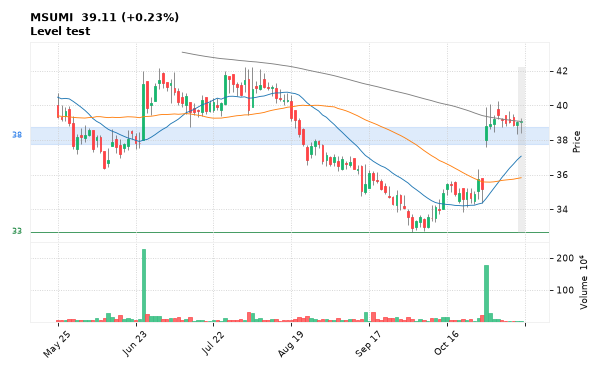 MSUMI 39.11 (+0.23%)
Level test
42
40
38
36
34
Price
38
33
200
100
Volume 10⁶
May 25
Jun 23
Jul 22
Aug 19
Sep 17
Oct 16